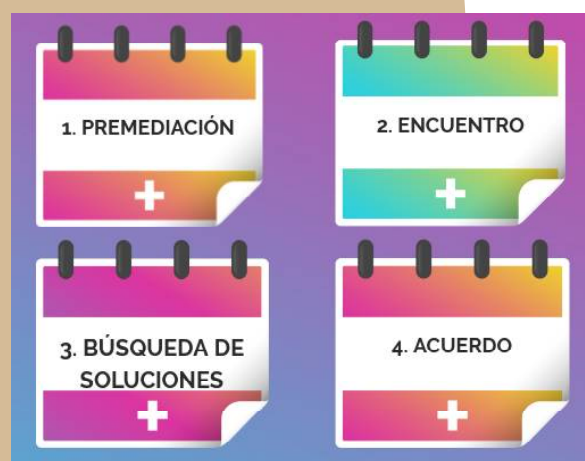 1. PREMEDIACIÓN
2. ENCUENTRO
3. BÚSQUEDA DE
SOLUCIONES
4. ACUERDO